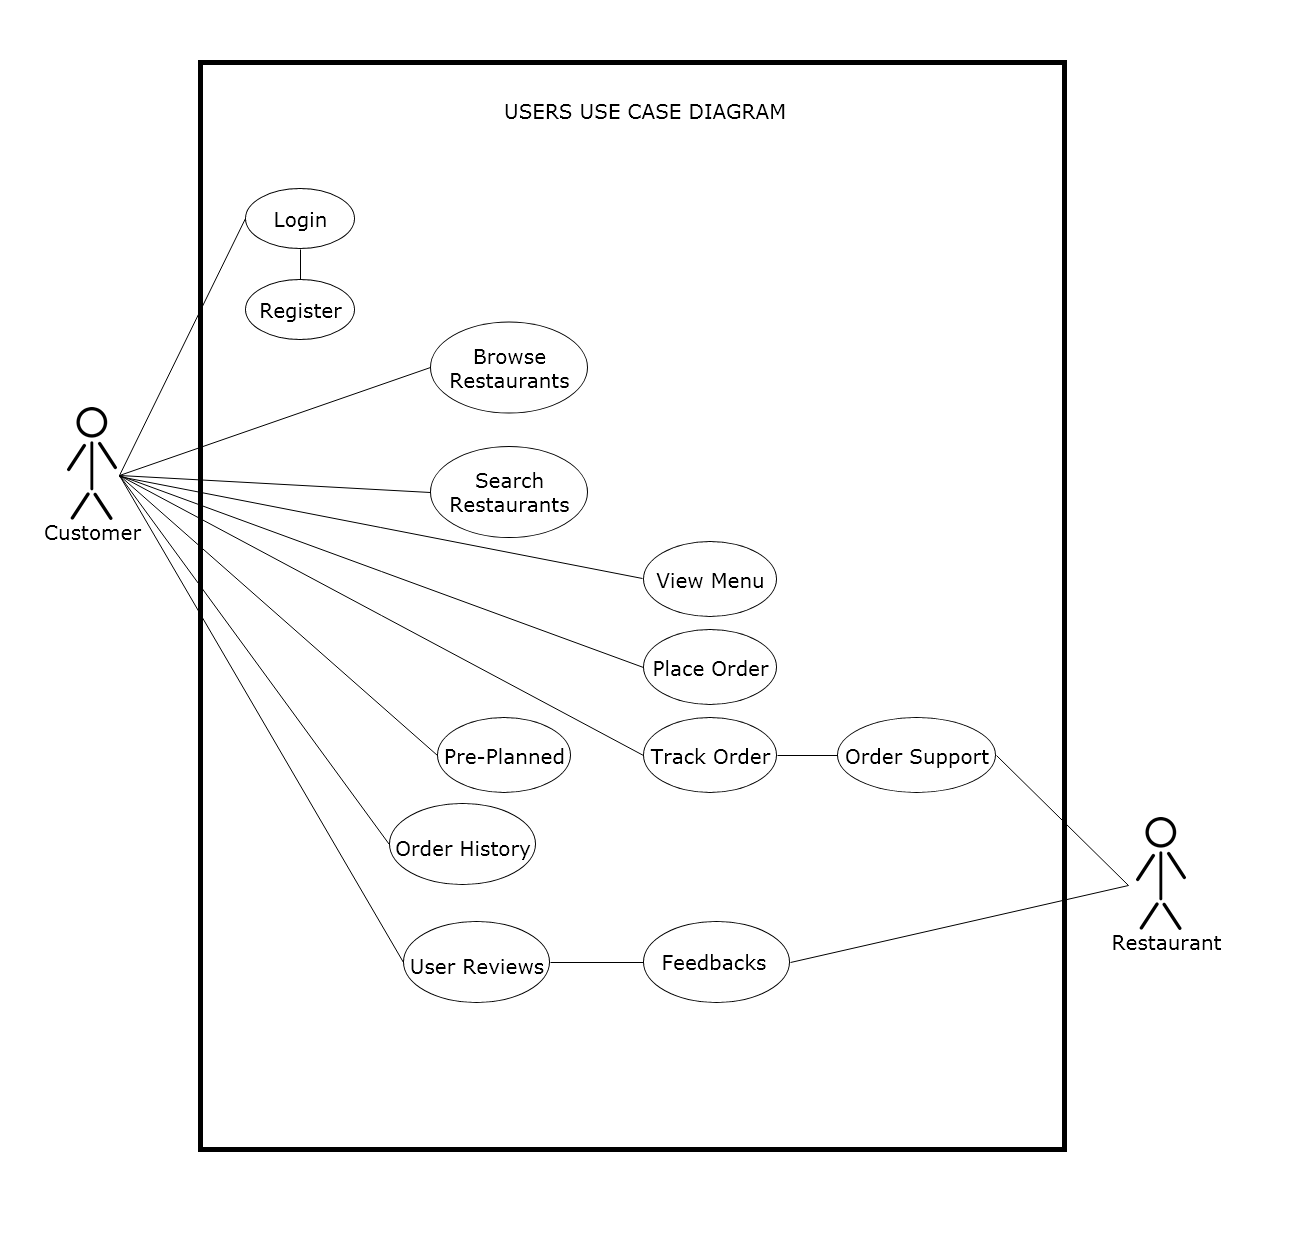 USERS USE CASE DIAGRAM
Login
Register
Browse
Restaurants
Search
Restaurants
Customer
View Menu
Place Order
Pre-Planned
Track Order
Order Support
Order History
Restaurant
User Reviews
Feedbacks